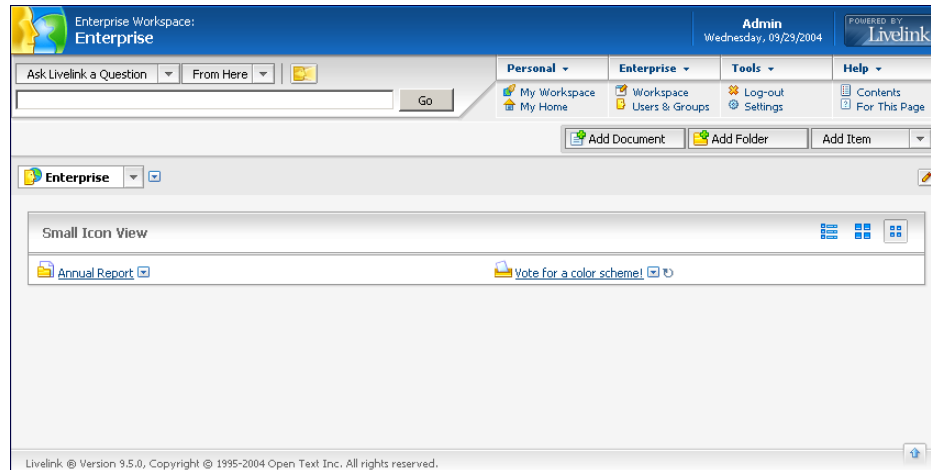 Enterprise Workspace:
Enterprise
Admin
Wednesday, 09/29/2004
POWERED BY
Livelink
Ask Livelink a Question
From Here
Go
Personal
Enterprise
Tools
Help
My Workspace
Workspace
Log-out
Contents
My Home
Users & Groups
Settings
For This Page
Add Document
Add Folder
Add Item
Enterprise
Small Icon View
Annual Report
Vote for a color scheme!
Livelink ® Version 9.5.0, Copyright © 1995-2004 Open Text Inc. All rights reserved.